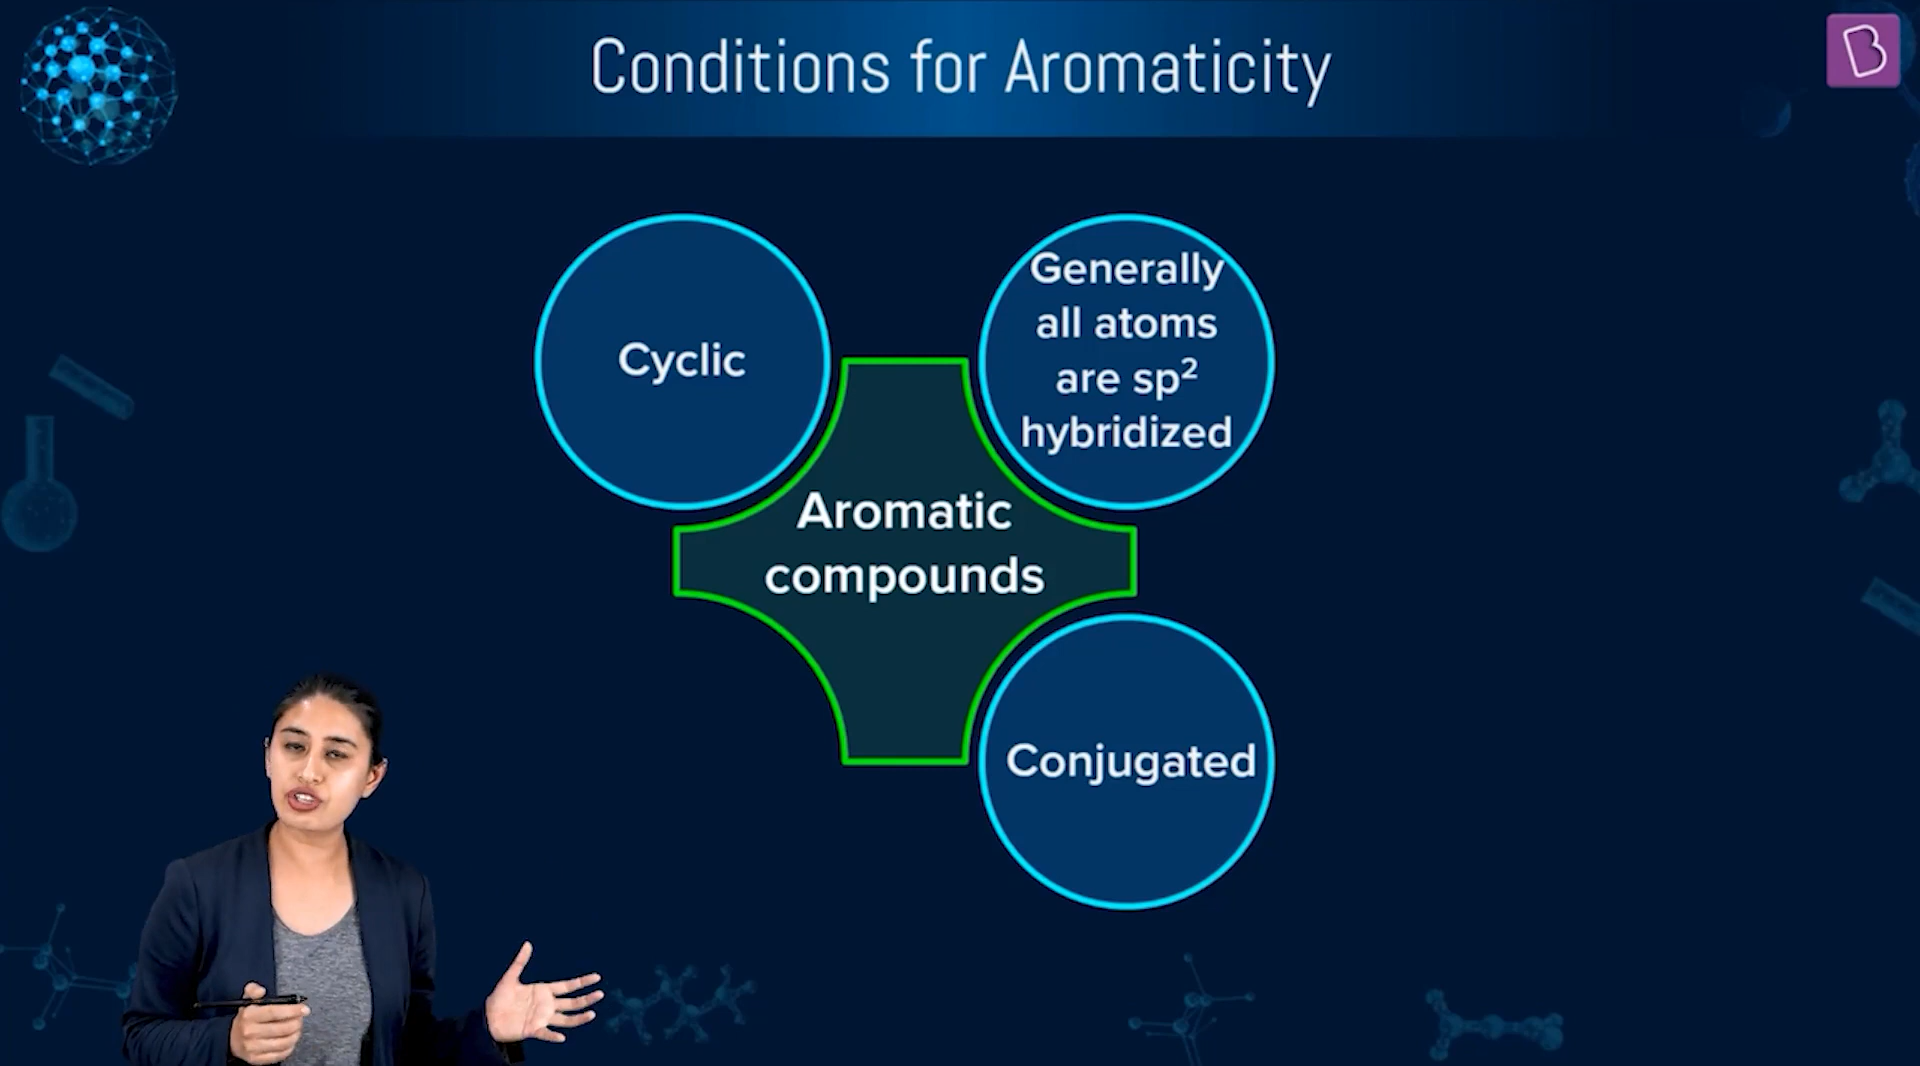 Conditions for Aromaticity
Cyclic
Generally
all atoms
are sp²
hybridized
Aromatic
compounds
Conjugated